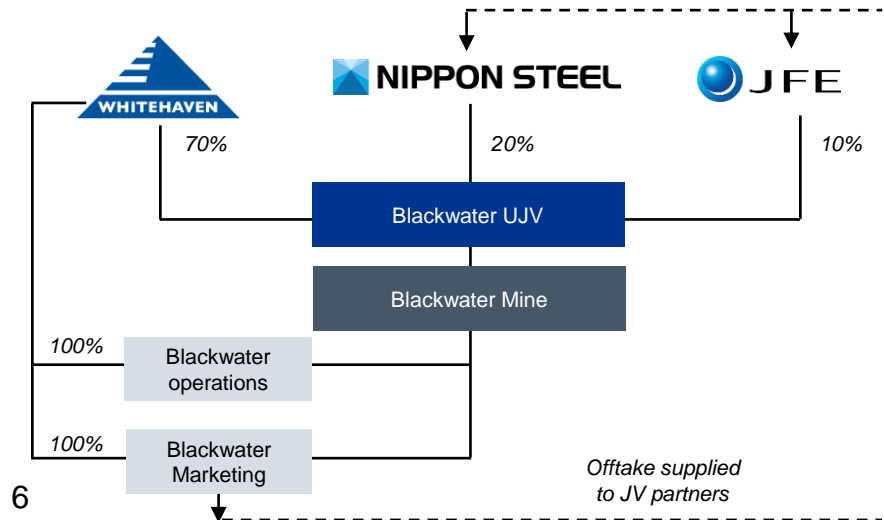 WHITEHAVEN
NIPPON STEEL
JFE
70%
20%
10%
Blackwater UJV
Blackwater Mine
100%
Blackwater
operations
100%
Blackwater
Marketing
Offtake supplied
to JV partners
6